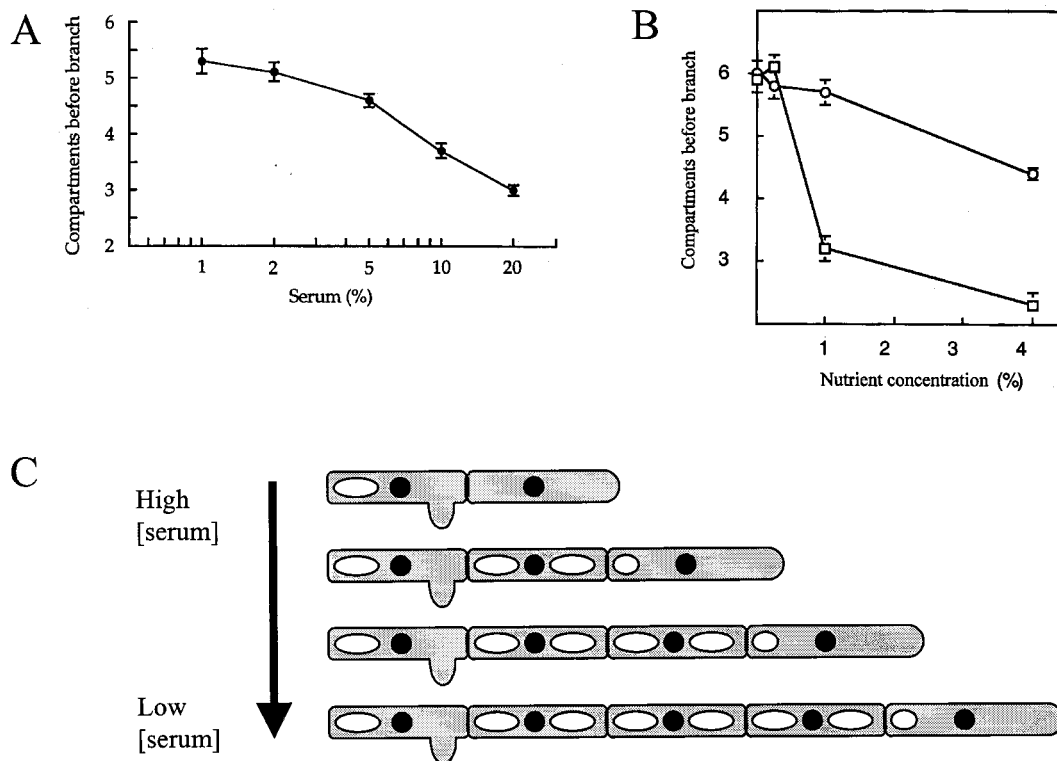 A
Compartments before branch
6
5
4
3
2
1
2
5
10
20
Serum (%)
B
Compartments before branch
6
5
4
3
1
2
3
4
Nutrient concentration (%)
C
High
[serum]
Low
[serum]